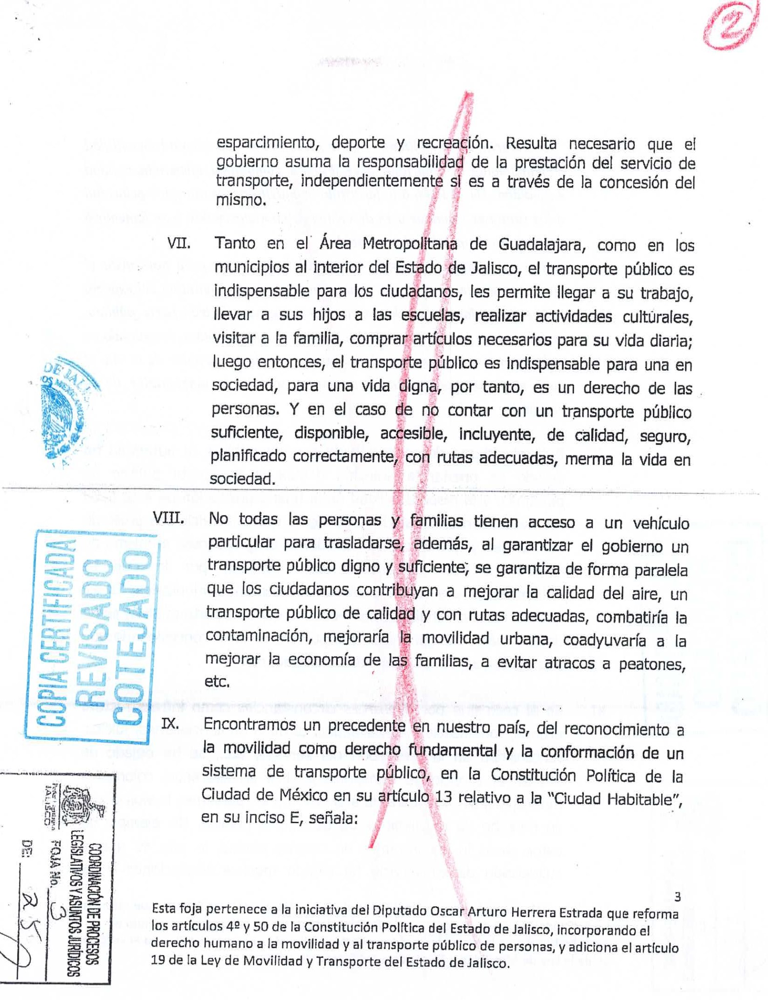 2
esparcimiento, deporte y recreación. Resulta necesario que el
gobierno asuma la responsabilidad de la prestación del servicio de
transporte, independientemente si es a través de la concesión del
mismo.
VII. Tanto en el Área Metropolitana de Guadalajara, como en los
municipios al interior del Estado de Jalisco, el transporte público es
indispensable para los ciudadanos, les permite llegar a su trabajo,
llevar a sus hijos a las escuelas, realizar actividades culturales,
visitar a la familia, comprar artículos necesarios para su vida diaria;
luego entonces, el transporte público es indispensable para una en
sociedad, para una vida digna, por tanto, es un derecho de las
personas. Y en el caso de no contar con un transporte público
suficiente, disponible, accesible, incluyente, de calidad, seguro,
planificado correctamente, con rutas adecuadas, merma la vida en
sociedad.
VIII. No todas las personas y familias tienen acceso a un vehículo
particular para trasladarse, además, al garantizar el gobierno un
transporte público digno y suficiente, se garantiza de forma paralela
que los ciudadanos contribuyan a mejorar la calidad del aire, un
transporte público de calidad y con rutas adecuadas, combatiría la
contaminación, mejoraría la movilidad urbana, coadyuvaría a la
mejorar la economía de las familias, a evitar atracos a peatones,
etc.
IX. Encontramos un precedente en nuestro país, del reconocimiento a
la movilidad como derecho fundamental y la conformación de un
sistema de transporte público, en la Constitución Política de la
Ciudad de México en su artículo 13 relativo a la "Ciudad Habitable",
en su inciso E, señala:
3
Esta foja pertenece a la iniciativa del Diputado Oscar Arturo Herrera Estrada que reforma
los artículos 4º y 50 de la Constitución Política del Estado de Jalisco, incorporando el
derecho humano a la movilidad y al transporte público de personas, y adiciona el artículo
19 de la Ley de Movilidad y Transporte del Estado de Jalisco.
DE JAL
OS MEXICANOS
COPIA CERTIFICADA
REVISADO
COTEJADO
COORDINACIÓN DE PROCESOS
LEGISLATIVOS Y ASUNTOS JURÍDICOS
Poder Legislativo
JALISCO
FOJA No. 3
DE: 215